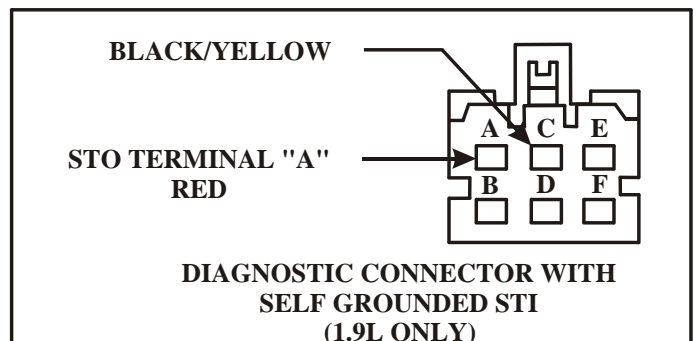 BLACK/YELLOW
A C E
STO TERMINAL "A"
RED
B D F
DIAGNOSTIC CONNECTOR WITH
SELF GROUNDED STI
(1.9L ONLY)